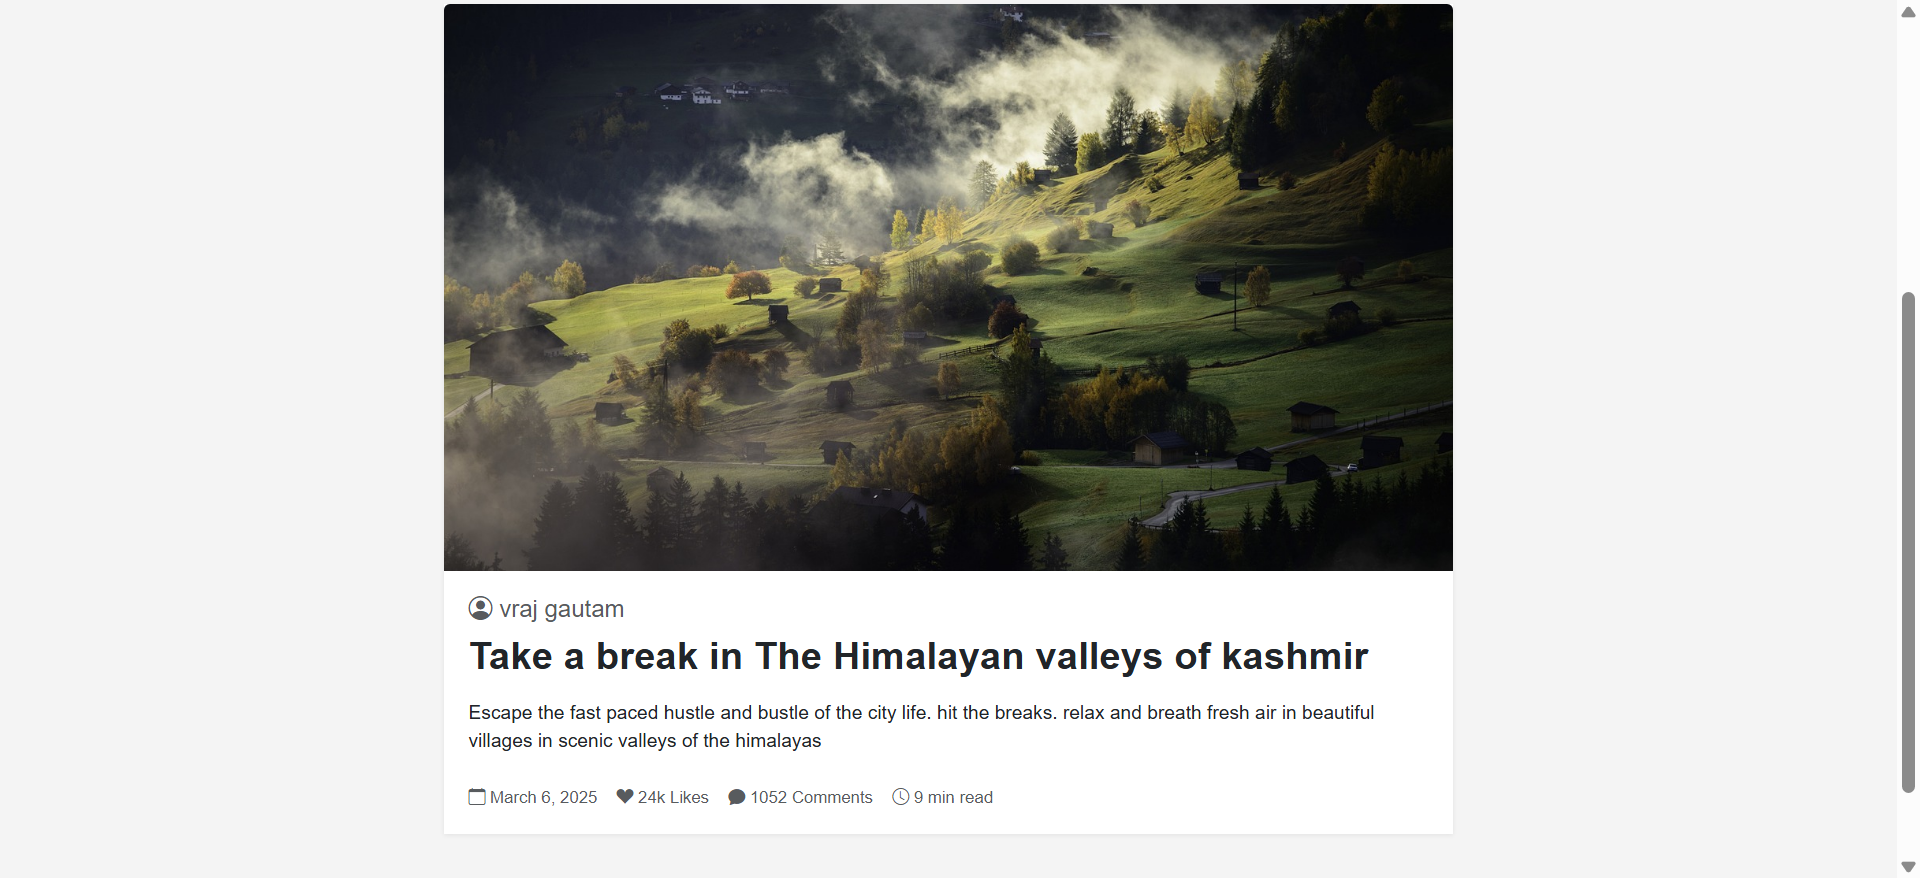 vraj gautam
Take a break in The Himalayan valleys of kashmir
Escape the fast paced hustle and bustle of the city life. hit the breaks. relax and breath fresh air in beautiful
villages in scenic valleys of the himalayas
March 6, 2025 24k Likes 1052 Comments 9 min read